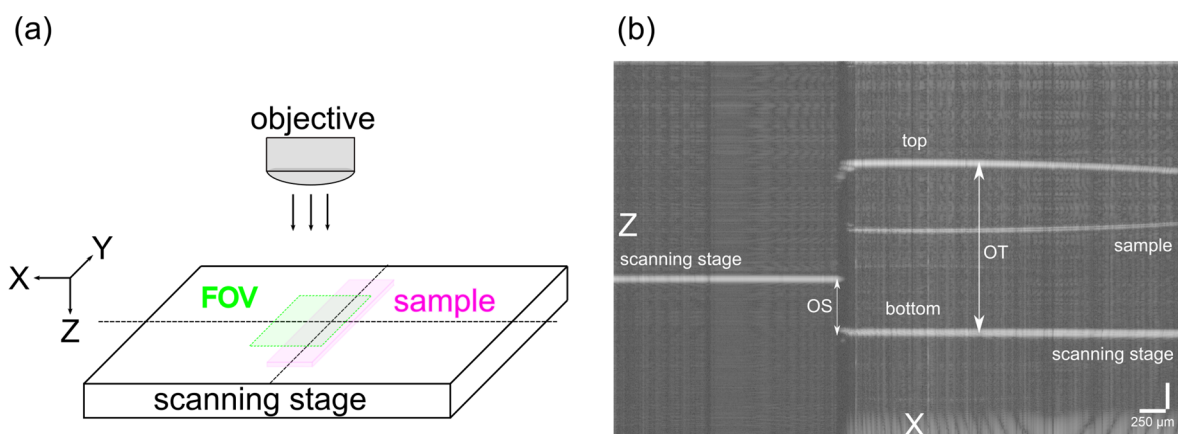 (a)
objective
X
Y
Z
FOV
sample
scanning stage
(b)
top
Z
scanning stage
OT
sample
OS
bottom
scanning stage
X
250 µm